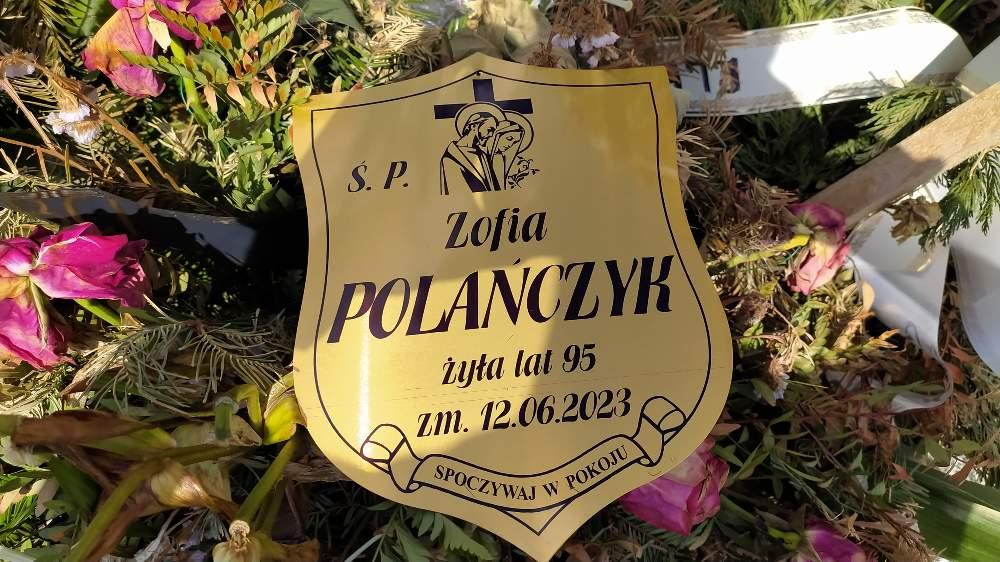 Ś. P.
Zofia
POLAŃCZYK
żyła lat 95
zm. 12.06.2023
SPOCZYWAJ W POKOJU